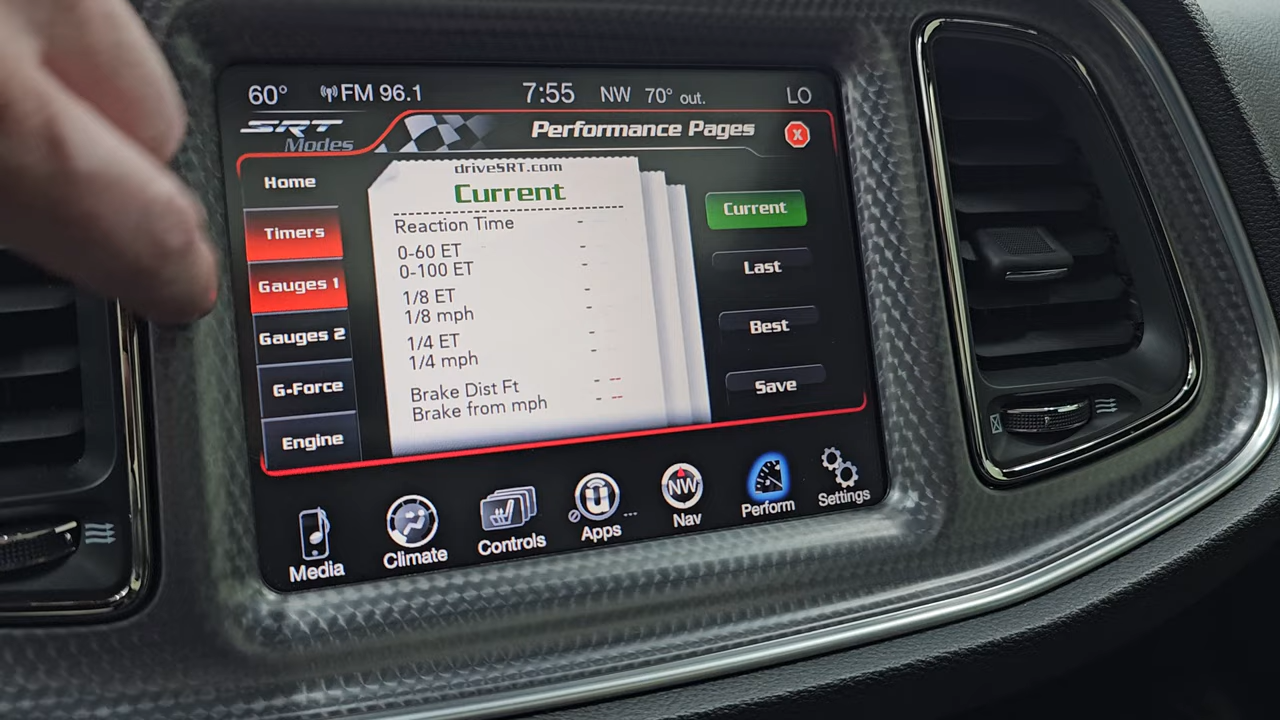 60° FM 96.1 7:55 NW 70° out. LO
SRT Modes
Performance Pages
X
Home
Timers
Gauges 1
Gauges 2
G-Force
Engine
driveSRT.com
Current
Reaction Time -
0-60 ET -
0-100 ET -
1/8 ET -
1/8 mph -
1/4 ET -
1/4 mph -
Brake Dist Ft - --
Brake from mph - --
Current
Last
Best
Save
Media
Climate
Controls
U
Apps
NW
Nav
Perform
Settings